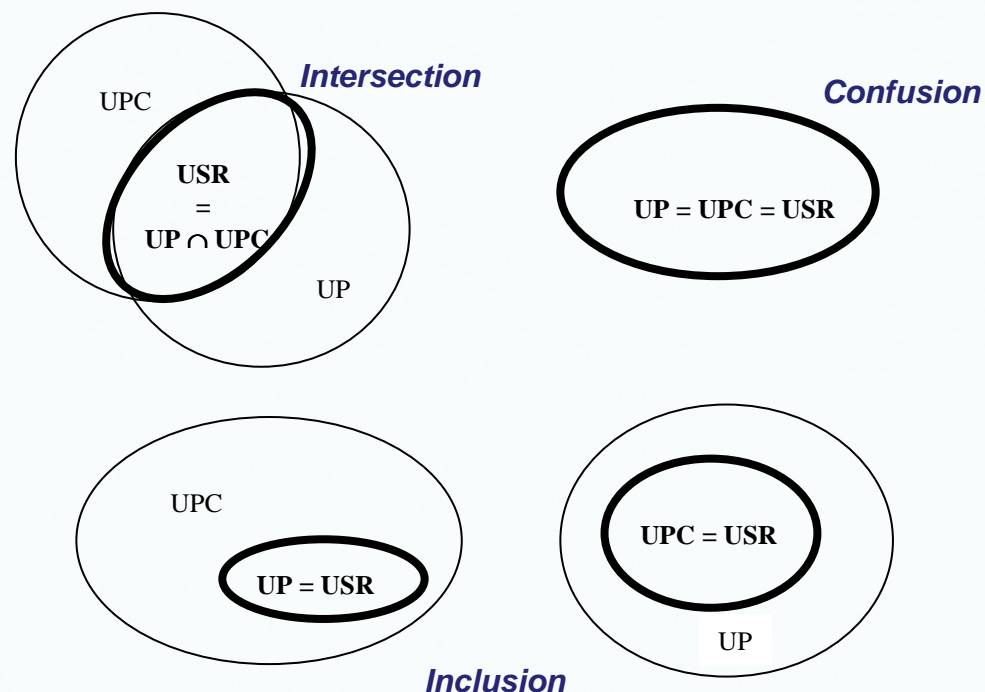 Intersection
UPC
USR
=
UP ∩ UPC
UP
Confusion
UP = UPC = USR
UPC
UP = USR
UPC = USR
UP
Inclusion